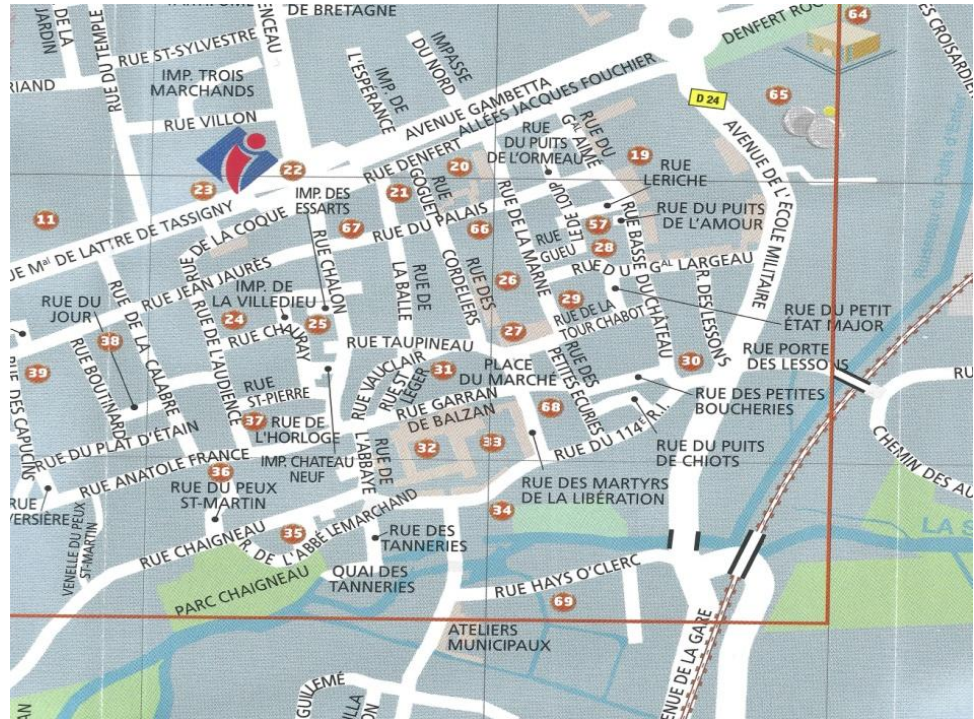 DE LA
JARDIN
RUE DU TEMPLE
RIAND
RUE ST-SYLVESTRE
IMP. TROIS
MARCHANDS
RUE VILLON
DE BRETAGNE
IMP. DE
L'ESPÉRANCE
IMPASSE
DU NORD
AVENUE GAMBETTA
ALLÉES JACQUES FOUCHIER
64
65
D 24
RUE
DU PUITS
DE L'ORMEAU
RUE DU
GAL AIMÉ
19
RUE
LERICHE
AVENUE DE L'ÉCOLE MILITAIRE
22
23
11
RUE DENFERT
20
21
IMP. DES
ESSARTS
67
RUE DU PALAIS
66
57
28
RUE DU PUITS
DE L'AMOUR
RUE Mal DE LATTRE DE TASSIGNY
RUE
DE LA COQUE
RUE JEAN JAURÈS
RUE CHALON
RUE DE
LA BALLE
RUE DES
CORDELIERS
RUE DE LA MARNE
RUE BASSE DU CHÂTEAU
RUE DU GAL LARGEAU
R. DES LESSONS
26
29
27
RUE DE LA
TOUR CHABOT
RUE DU PETIT
ÉTAT MAJOR
RUE DU
JOUR
38
39
RUE DE LA CALABRE
RUE DE L'AUDIENCE
IMP. DE
LA VILLEDIEU
24
25
RUE CHAURAY
RUE TAUPINEAU
30
RUE PORTE
DES LESSONS
RUE BOUTINARD
RUE
ST-PIERRE
RUE VAUCLAIR
RUE ST
LÉGER
31
PLACE
DU MARCHÉ
RUE DES
PETITES ÉCURIES
RUE DES PETITES
BOUCHERIES
RUE DES CAPUCINS
RUE DU PLAT D'ÉTAIN
37
RUE DE
L'HORLOGE
RUE GARRAN
DE BALZAN
68
32
33
RUE DU 114e R.I.
RUE DU PUITS
DE CHIOTS
CHEMIN DES AU
RUE ANATOLE FRANCE
IMP. CHATEAU
NEUF
RUE DE
L'ABBAYE
36
RUE DU PEUX
ST-MARTIN
RUE DES MARTYRS
DE LA LIBÉRATION
34
RUE
VERSIÈRE
VENELLE DU PEUX
ST-MARTIN
RUE CHAIGNEAU
35
R. DE L'ABBÉ LEMARCHAND
RUE DES
TANNERIES
LA S
PARC CHAIGNEAU
QUAI DES
TANNERIES
RUE HAYS O'CLERC
69
ATELIERS
MUNICIPAUX
GUILLEMÉ